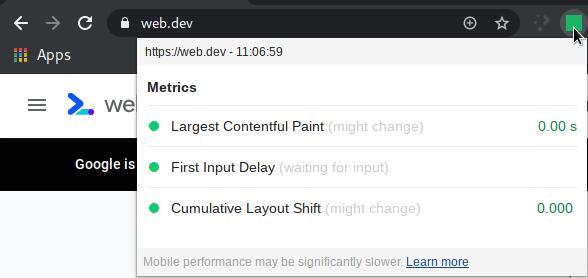 web.dev
Apps
https://web.dev - 11:06:59
Metrics
we
Largest Contentful Paint (might change) 0.00 s
Google is
First Input Delay (waiting for input)
Cumulative Layout Shift (might change) 0.000
Mobile performance may be significantly slower. Learn more